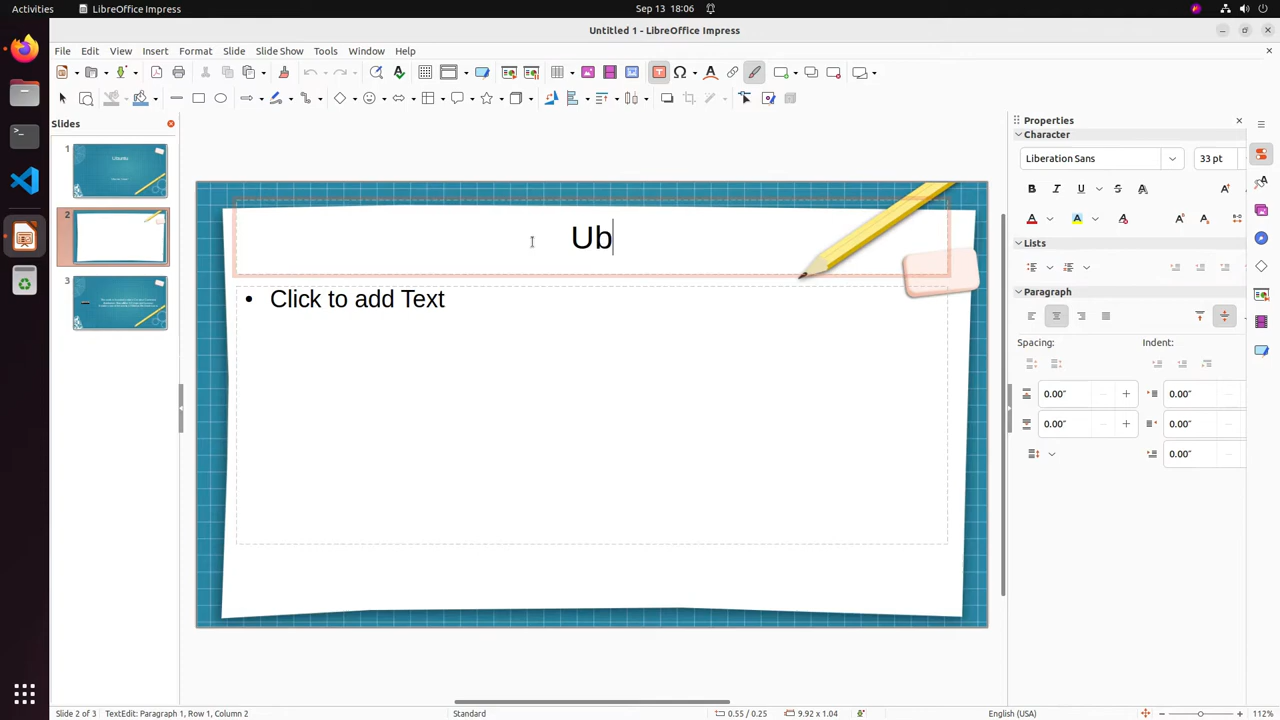 Activities
LibreOffice Impress
Sep 13 18:06
Untitled 1 - LibreOffice Impress
File Edit View Insert Format Slide Slide Show Tools Window Help
Slides
1
Ubuntu
2
3
Ub
• Click to add Text
Properties
Character
Liberation Sans
33 pt
Lists
Paragraph
Spacing:
Indent:
0.00″
0.00″
0.00″
0.00″
0.00″
Slide 2 of 3
TextEdit: Paragraph 1, Row 1, Column 2
Standard
0.55 / 0.25
9.92 x 1.04
English (USA)
112%